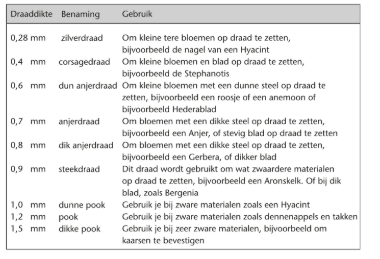 Draaddikte Benaming Gebruik
0,28 mm zilverdraad Om kleine tere bloemen op draad te zetten,
bijvoorbeeld de nagel van een Hyacint
0,4 mm corsagedraad Om kleine bloemen en blad op draad te zetten,
bijvoorbeeld de Stephanotis
0,6 mm dun anjerdraad Om kleine bloemen met een dunne steel op draad te
zetten, bijvoorbeeld een roosje of een anemoon of
bijvoorbeeld Hederablad
0,7 mm anjerdraad Om bloemen met een dikke steel op draad te zetten,
bijvoorbeeld een Anjer, of stevig blad op draad te zetten
0,8 mm dik anjerdraad Om bloemen met een dikke steel op draad te zetten,
bijvoorbeeld een Gerbera, of dikker blad
0,9 mm steekdraad Dit draad wordt gebruikt om wat zwaardere materialen
op draad te zetten, bijvoorbeeld een Aronskelk. Of bij dik
blad, zoals Bergenia
1,0 mm dunne pook Gebruik je bij zware materialen zoals een Hyacint
1,2 mm pook Gebruik je bij zware materialen zoals dennenappels en takken
1,5 mm dikke pook Gebruik je bij zeer zware materialen, bijvoorbeeld om
kaarsen te bevestigen